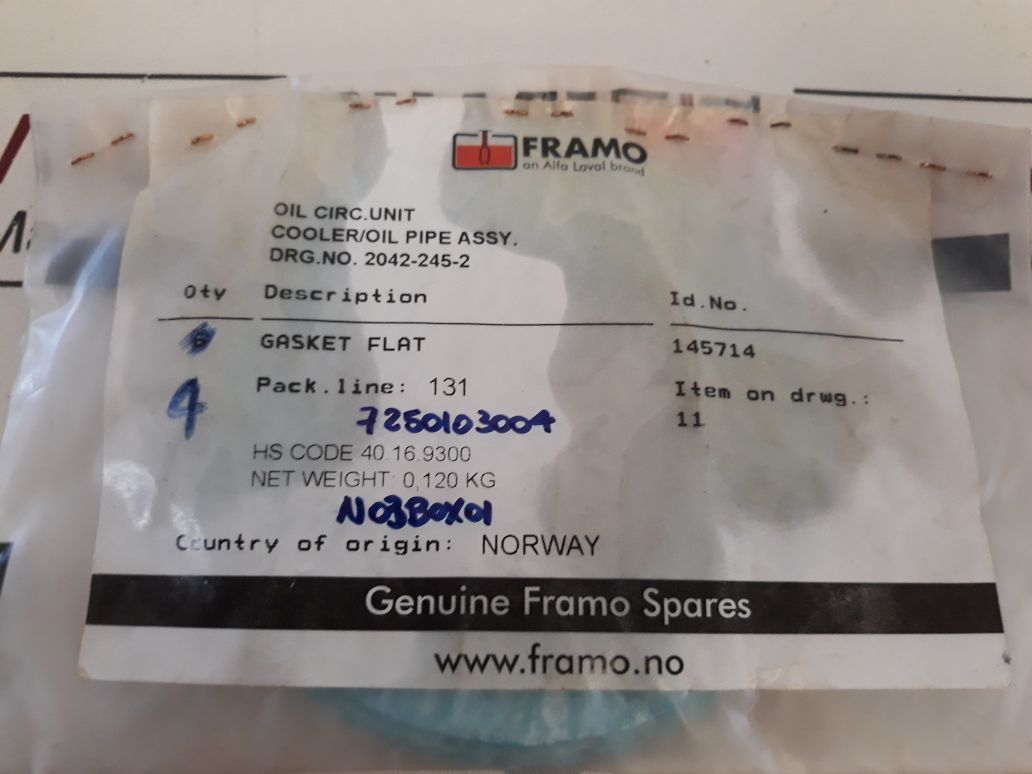 FRAMO
an Alfa Laval brand
OIL CIRC.UNIT
COOLER/OIL PIPE ASSY.
DRG.NO. 2042-245-2
Qty Description Id.No.
6 GASKET FLAT 145714
4 Pack.line: 131 Item on drwg.:
7250103004 11
HS CODE 40.16.9300
NET WEIGHT: 0,120 KG
N03BOX01
Country of origin: NORWAY
Genuine Framo Spares
www.framo.no